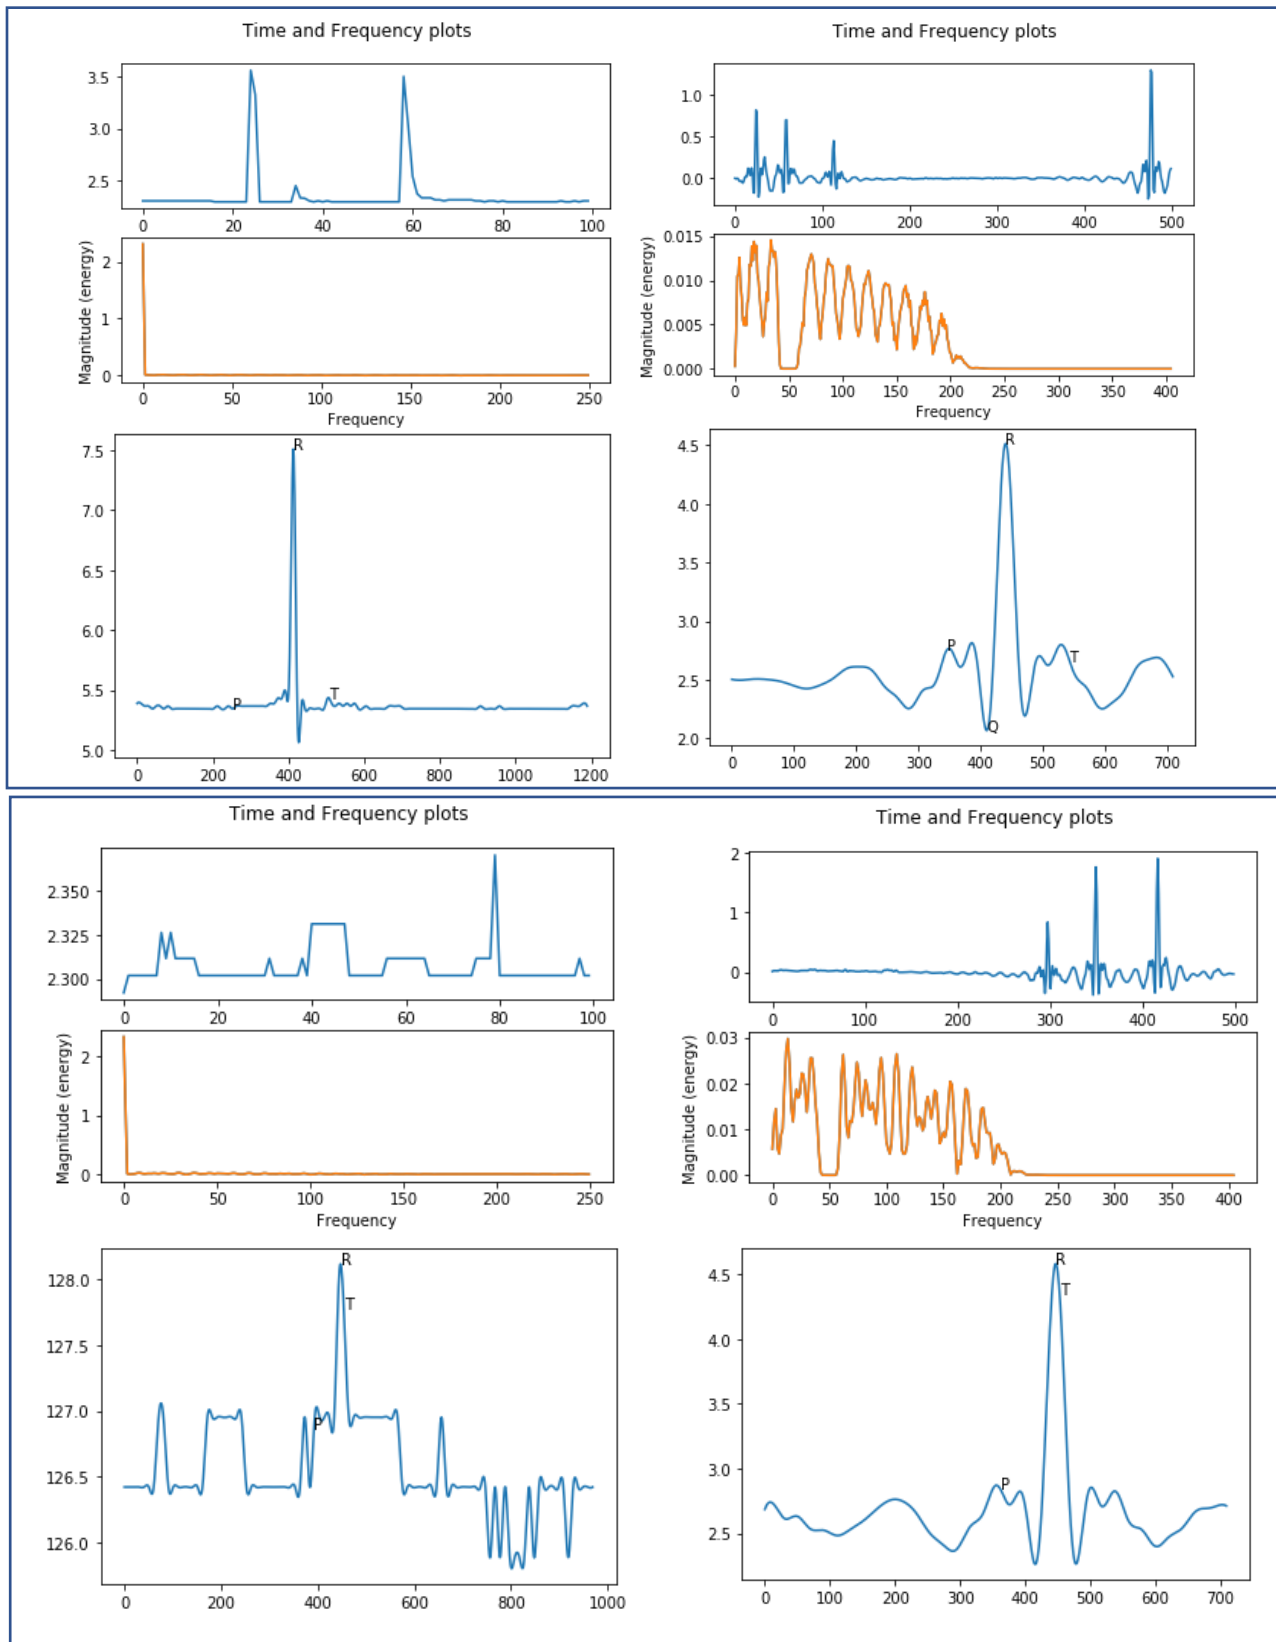 Time and Frequency plots
3.5
3.0
2.5
0 20 40 60 80 100
Magnitude (energy)
2
1
0
0 50 100 150 200 250
Frequency
7.5
7.0
6.5
6.0
5.5
5.0
R
P
T
0 200 400 600 800 1000 1200
Time and Frequency plots
1.0
0.5
0.0
0 100 200 300 400 500
Magnitude (energy)
0.015
0.010
0.005
0.000
0 50 100 150 200 250 300 350 400
Frequency
4.5
4.0
3.5
3.0
2.5
2.0
R
P
T
Q
0 100 200 300 400 500 600 700
Time and Frequency plots
2.350
2.325
2.300
0 20 40 60 80 100
Magnitude (energy)
2
1
0
0 50 100 150 200 250
Frequency
128.0
127.5
127.0
126.5
126.0
R
T
P
0 200 400 600 800 1000
Time and Frequency plots
2
1
0
0 100 200 300 400 500
Magnitude (energy)
0.03
0.02
0.01
0.00
0 50 100 150 200 250 300 350 400
Frequency
4.5
4.0
3.5
3.0
2.5
R
T
P
0 100 200 300 400 500 600 700